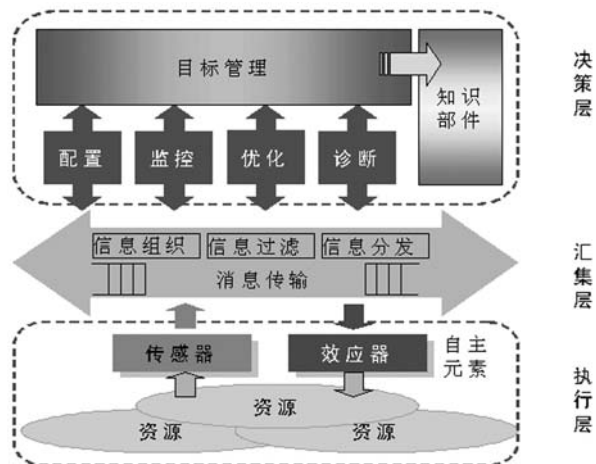 目标管理
知识
部件
决策层
配置
监控
优化
诊断
信息组织
信息过滤
信息分发
消息传输
汇集层
传感器
效应器
自主
元素
资源
资源
资源
执行层